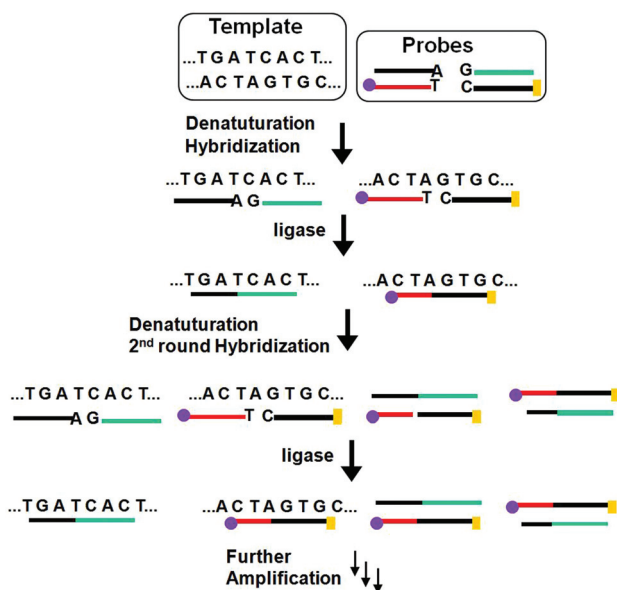 Template
...TGATCACT...
...ACTAGTGC...
Probes
A G
T C
Denatuturation
Hybridization
...TGATCACT...
AG
...ACTAGTGC...
T C
ligase
...TGATCACT...
...ACTAGTGC...
Denatuturation
2nd round Hybridization
...TGATCACT...
AG
...ACTAGTGC...
TC
ligase
...TGATCACT...
...ACTAGTGC...
Further
Amplification